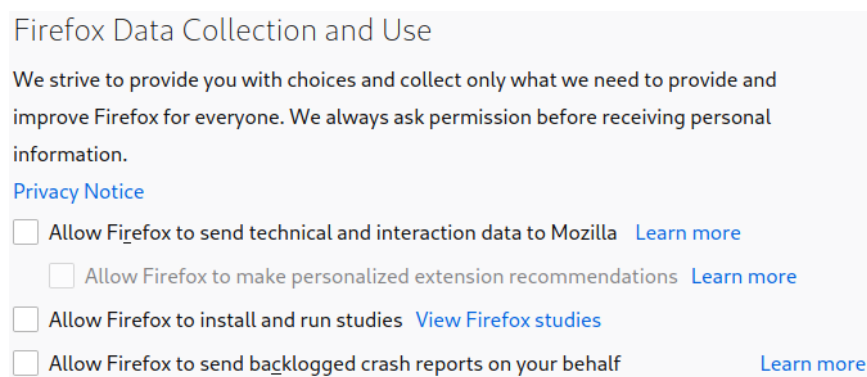 Firefox Data Collection and Use
We strive to provide you with choices and collect only what we need to provide and
improve Firefox for everyone. We always ask permission before receiving personal
information.
Privacy Notice
Allow Firefox to send technical and interaction data to Mozilla Learn more
Allow Firefox to make personalized extension recommendations Learn more
Allow Firefox to install and run studies View Firefox studies
Allow Firefox to send backlogged crash reports on your behalf Learn more